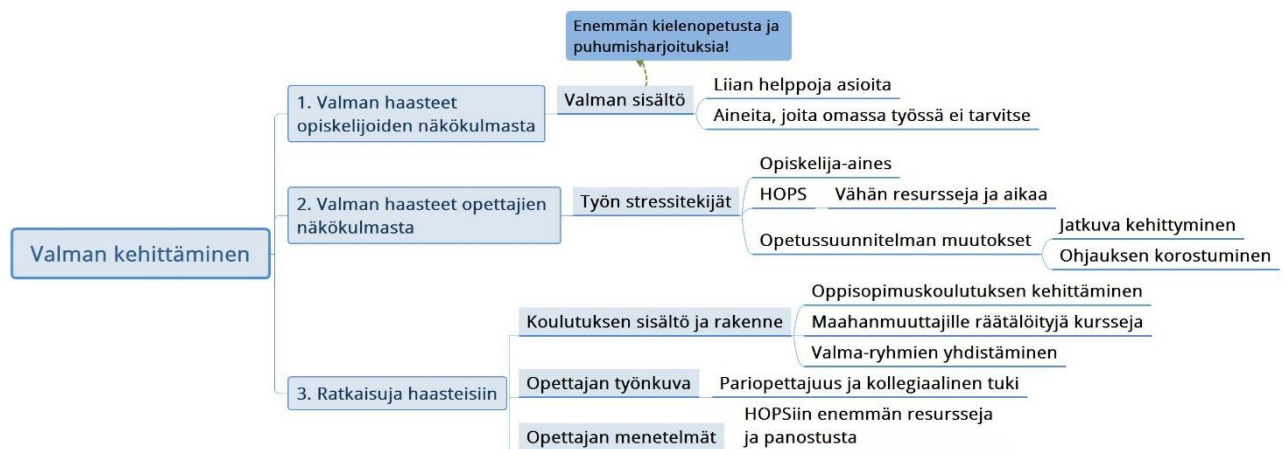 Enemmän kielenopetusta ja
puhumisharjoituksia!
1. Valman haasteet
opiskelijoiden näkökulmasta
Valman sisältö
Liian helppoja asioita
Aineita, joita omassa työssä ei tarvitse
2. Valman haasteet opettajien
näkökulmasta
Työn stressitekijät
Opiskelija-aines
HOPS
Vähän resursseja ja aikaa
Opetussuunnitelman muutokset
Jatkuva kehittyminen
Ohjauksen korostuminen
Valman kehittäminen
3. Ratkaisuja haasteisiin
Koulutuksen sisältö ja rakenne
Oppisopimuskoulutuksen kehittäminen
Maahanmuuttajille räätälöityjä kursseja
Valma-ryhmien yhdistäminen
Opettajan työnkuva
Pariopettajuus ja kollegiaalinen tuki
Opettajan menetelmät
HOPSiin enemmän resursseja
ja panostusta